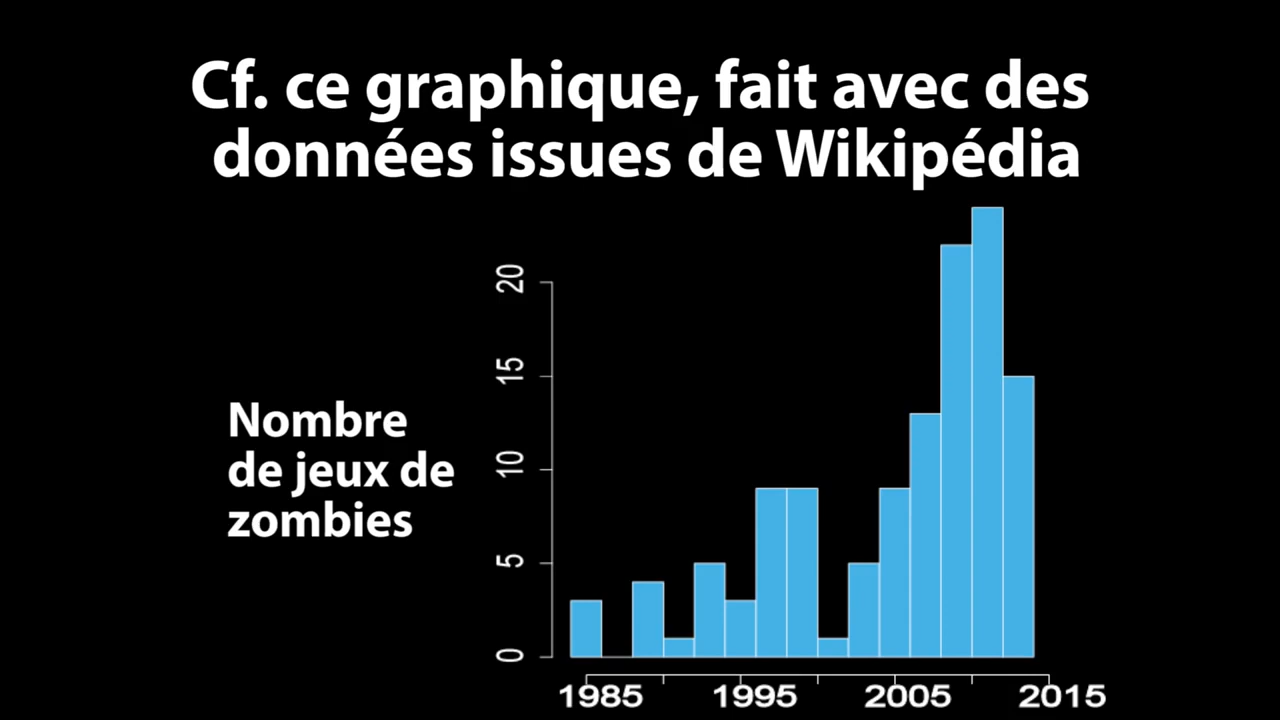 Cf. ce graphique, fait avec des
données issues de Wikipédia
Nombre
de jeux de
zombies
20
15
10
5
0
1985 1995 2005 2015